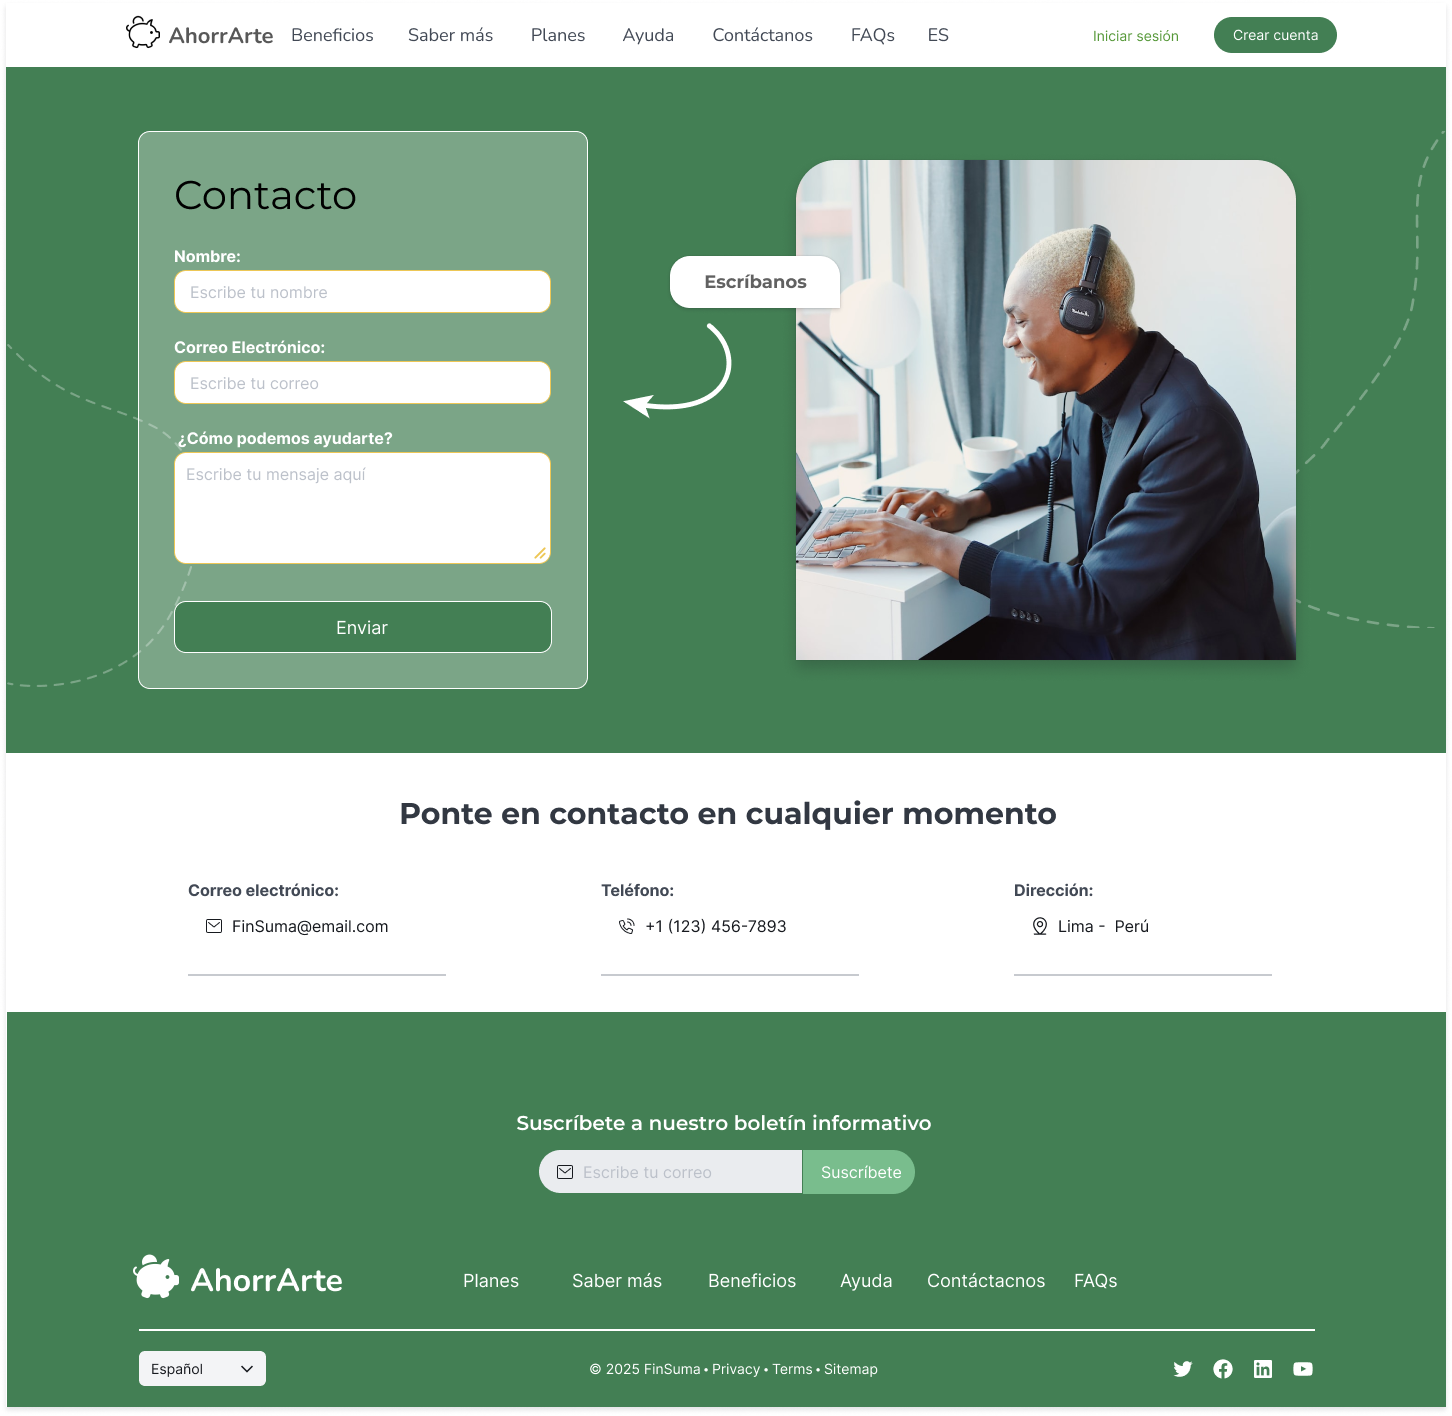 AhorrArte Beneficios Saber más Planes Ayuda Contáctanos FAQs ES Iniciar sesión Crear cuenta
Contacto
Nombre:
Escribe tu nombre
Correo Electrónico:
Escribe tu correo
¿Cómo podemos ayudarte?
Escribe tu mensaje aquí
Enviar
Escríbanos
Ponte en contacto en cualquier momento
Correo electrónico:
FinSuma@email.com
Teléfono:
+1 (123) 456-7893
Dirección:
Lima - Perú
Suscríbete a nuestro boletín informativo
Escribe tu correo Suscríbete
AhorrArte Planes Saber más Beneficios Ayuda Contáctacnos FAQs
Español © 2025 FinSuma • Privacy • Terms • Sitemap